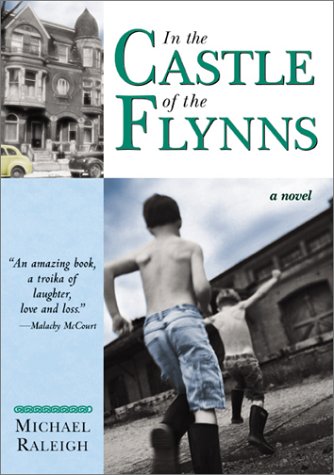 In the
CASTLE
of the
FLYNNS
a novel
“An amazing book,
a troika of
laughter,
love and loss.”
—Malachy McCourt
MICHAEL
RALEIGH